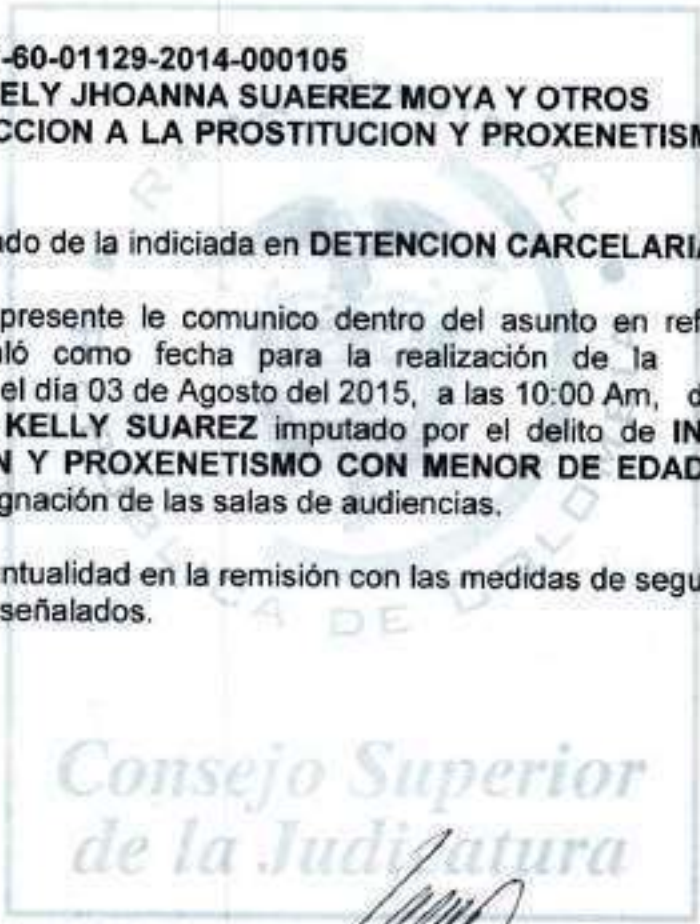 -60-01129-2014-000105
ELY JHOANNA SUAEREZ MOYA Y OTROS
CCION A LA PROSTITUCION Y PROXENETISM
ado de la indiciada en DETENCION CARCELARIA
presente le comunico dentro del asunto en ref
aló como fecha para la realización de la
el día 03 de Agosto del 2015, a las 10:00 Am,
KELLY SUAREZ imputado por el delito de IN
N Y PROXENETISMO CON MENOR DE EDAD
gnación de las salas de audiencias.
ntualidad en la remisión con las medidas de segu
señalados.
Consejo Superior
de la Judicatura